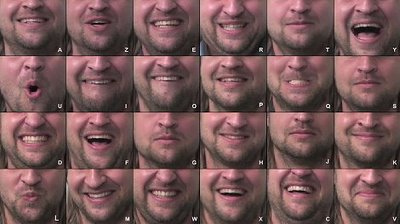 A Z E R T Y
U I O P Q S
D F G H J K
L M W X C V